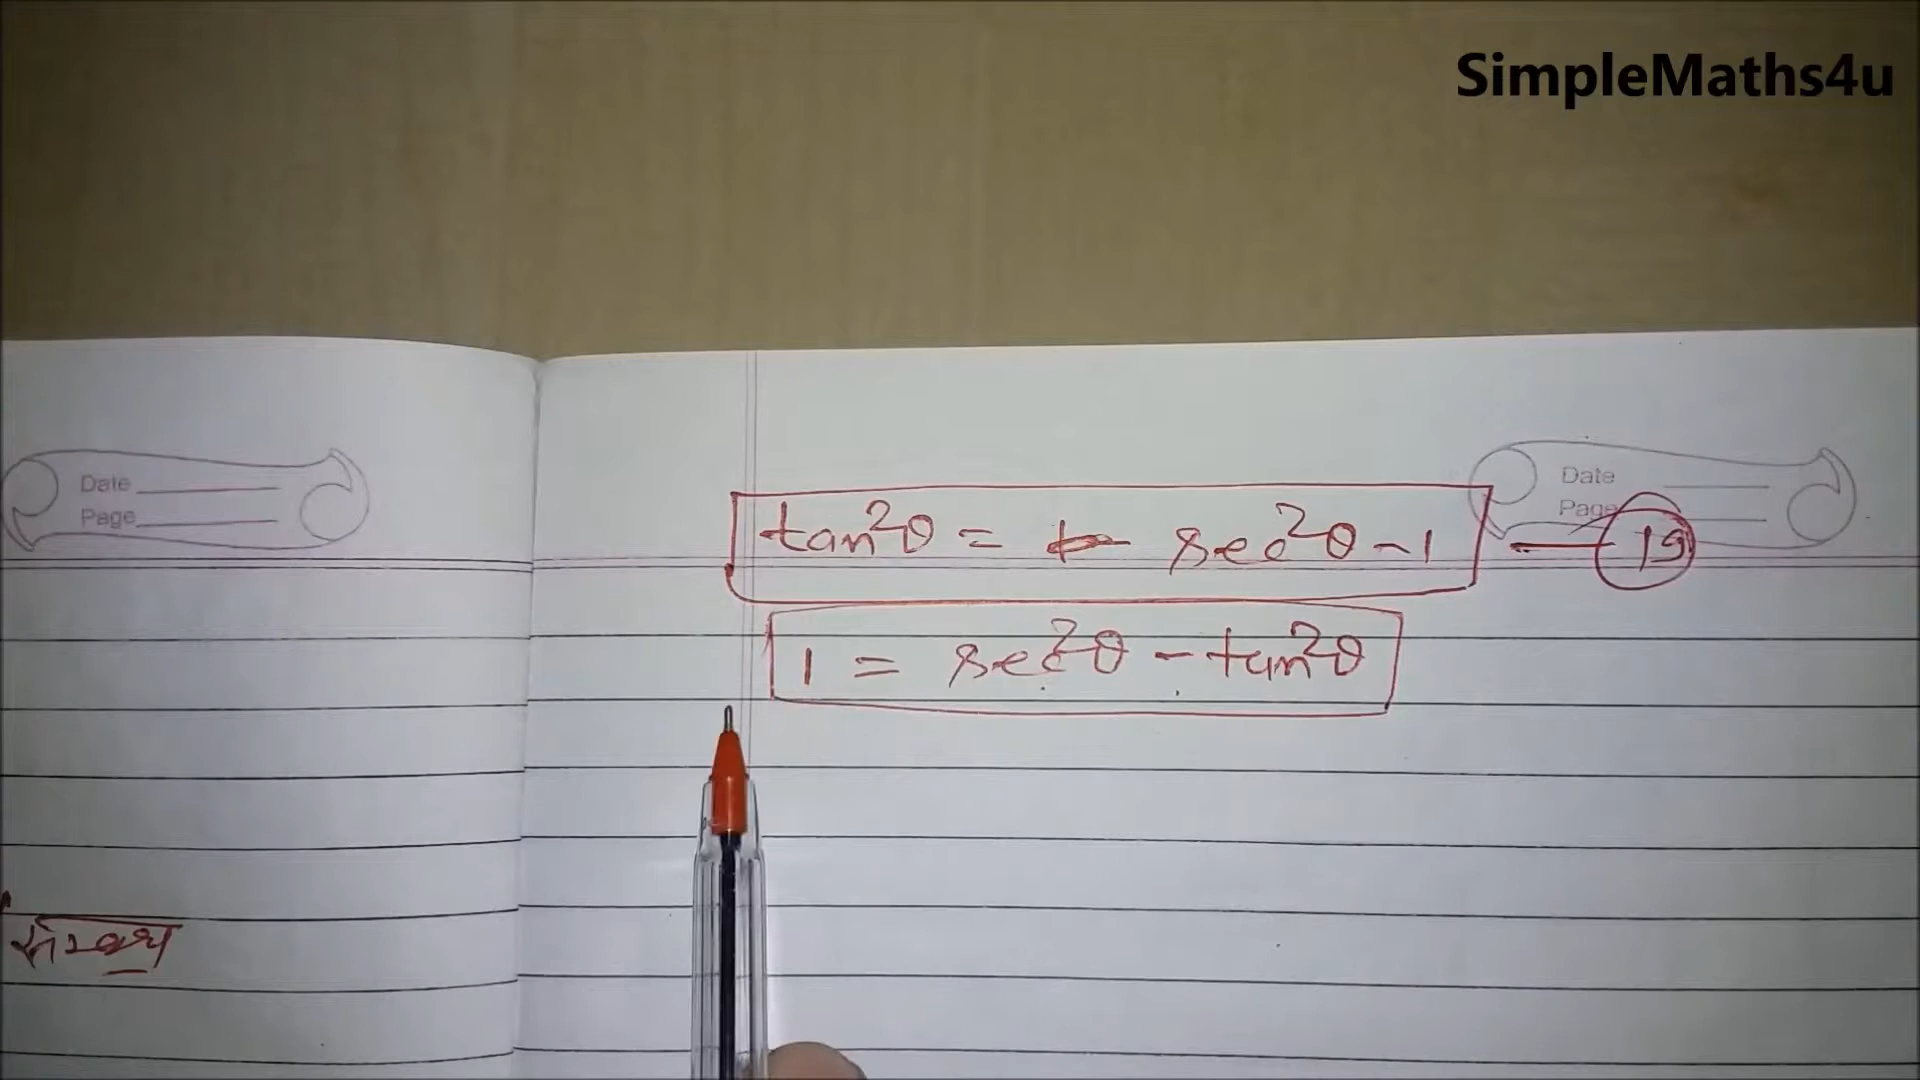 SimpleMaths4u
Date
Page
Date
Page
tan²θ = sec²θ - 1 — 19
1 = sec²θ - tan²θ